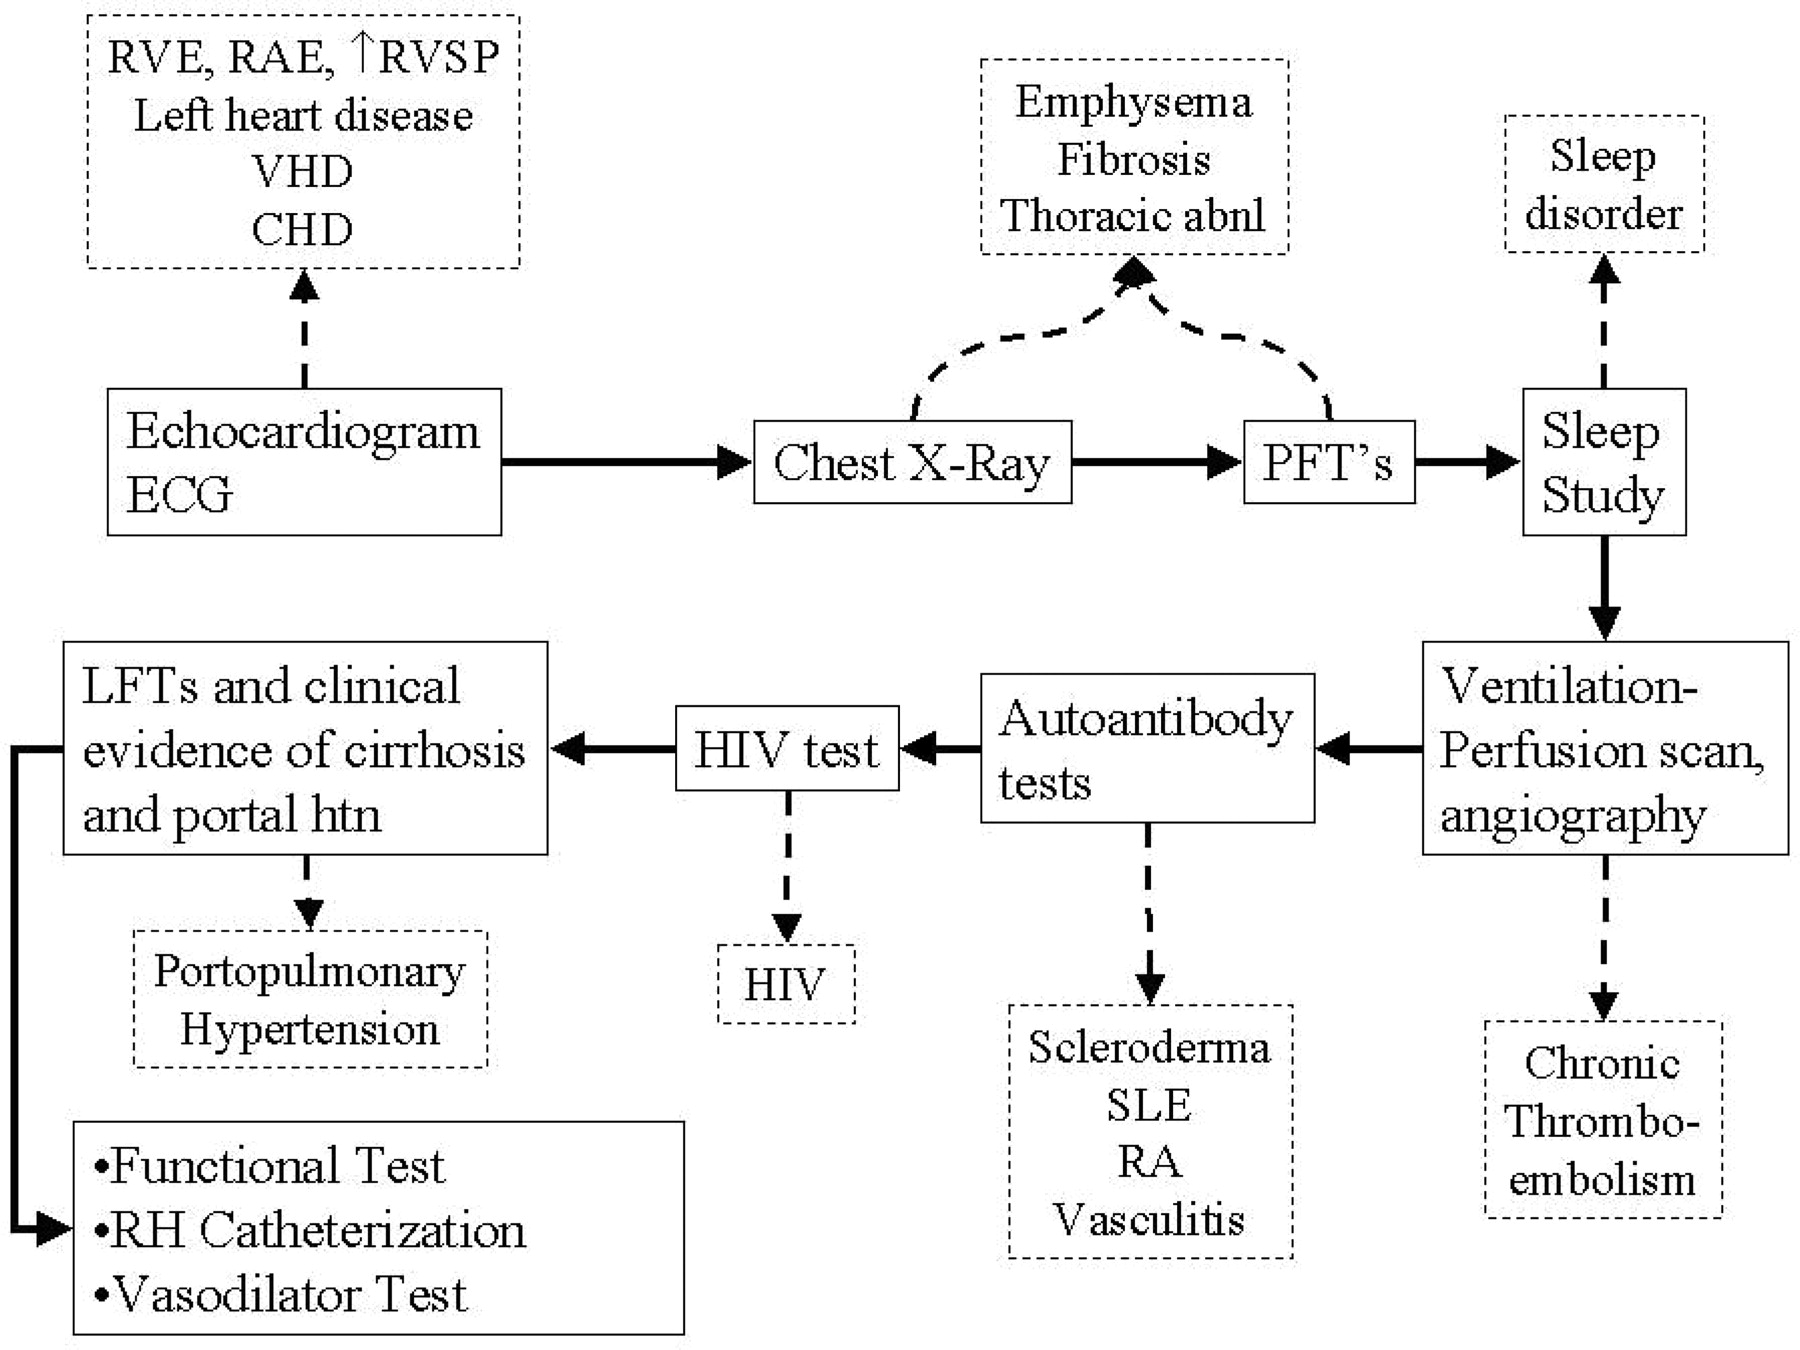 RVE, RAE, ↑RVSP
Left heart disease
VHD
CHD
Emphysema
Fibrosis
Thoracic abnl
Sleep
disorder
Echocardiogram
ECG
Chest X-Ray
PFT’s
Sleep
Study
LFTs and clinical
evidence of cirrhosis
and portal htn
HIV test
Autoantibody
tests
Ventilation-
Perfusion scan,
angiography
Portopulmonary
Hypertension
HIV
Scleroderma
SLE
RA
Vasculitis
Chronic
Thrombo-
embolism
•Functional Test
•RH Catheterization
•Vasodilator Test